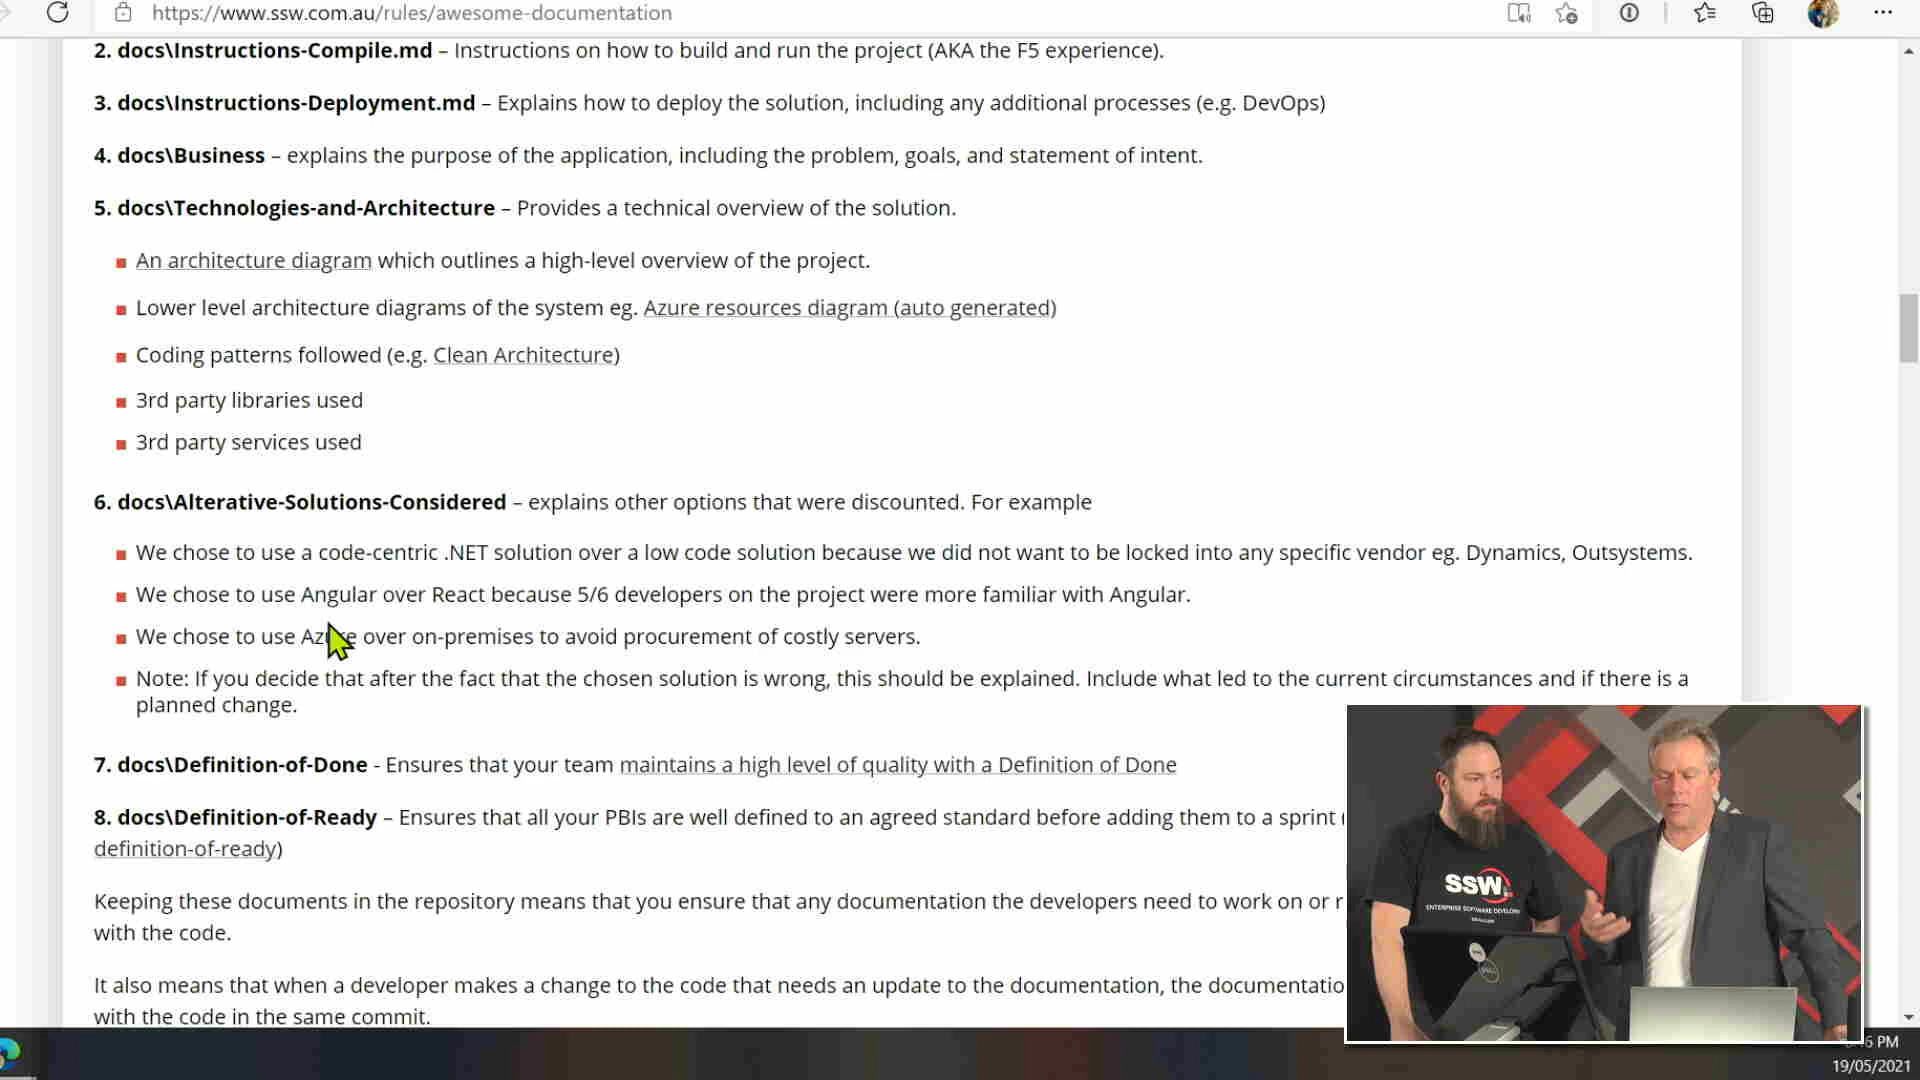 https://www.ssw.com.au/rules/awesome-documentation
2. docs\Instructions-Compile.md – Instructions on how to build and run the project (AKA the F5 experience).
3. docs\Instructions-Deployment.md – Explains how to deploy the solution, including any additional processes (e.g. DevOps)
4. docs\Business – explains the purpose of the application, including the problem, goals, and statement of intent.
5. docs\Technologies-and-Architecture – Provides a technical overview of the solution.
An architecture diagram which outlines a high-level overview of the project.
Lower level architecture diagrams of the system eg. Azure resources diagram (auto generated)
Coding patterns followed (e.g. Clean Architecture)
3rd party libraries used
3rd party services used
6. docs\Alterative-Solutions-Considered – explains other options that were discounted. For example
We chose to use a code-centric .NET solution over a low code solution because we did not want to be locked into any specific vendor eg. Dynamics, Outsystems.
We chose to use Angular over React because 5/6 developers on the project were more familiar with Angular.
We chose to use Azure over on-premises to avoid procurement of costly servers.
Note: If you decide that after the fact that the chosen solution is wrong, this should be explained. Include what led to the current circumstances and if there is a
planned change.
7. docs\Definition-of-Done - Ensures that your team maintains a high level of quality with a Definition of Done
8. docs\Definition-of-Ready – Ensures that all your PBIs are well defined to an agreed standard before adding them to a sprint
definition-of-ready)
Keeping these documents in the repository means that you ensure that any documentation the developers need to work on or
with the code.
It also means that when a developer makes a change to the code that needs an update to the documentation, the documentatio
with the code in the same commit.
SSW
ENTERPRISE SOFTWARE DEVELOP
DELL
PM
19/05/2021